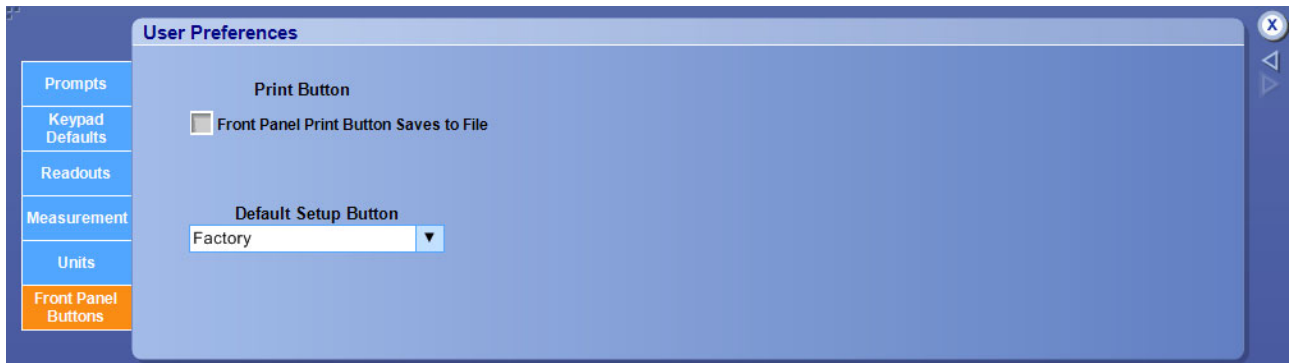 User Preferences
X
Prompts
Print Button
Keypad
Defaults
Front Panel Print Button Saves to File
Readouts
Measurement
Default Setup Button
Factory
Units
Front Panel
Buttons